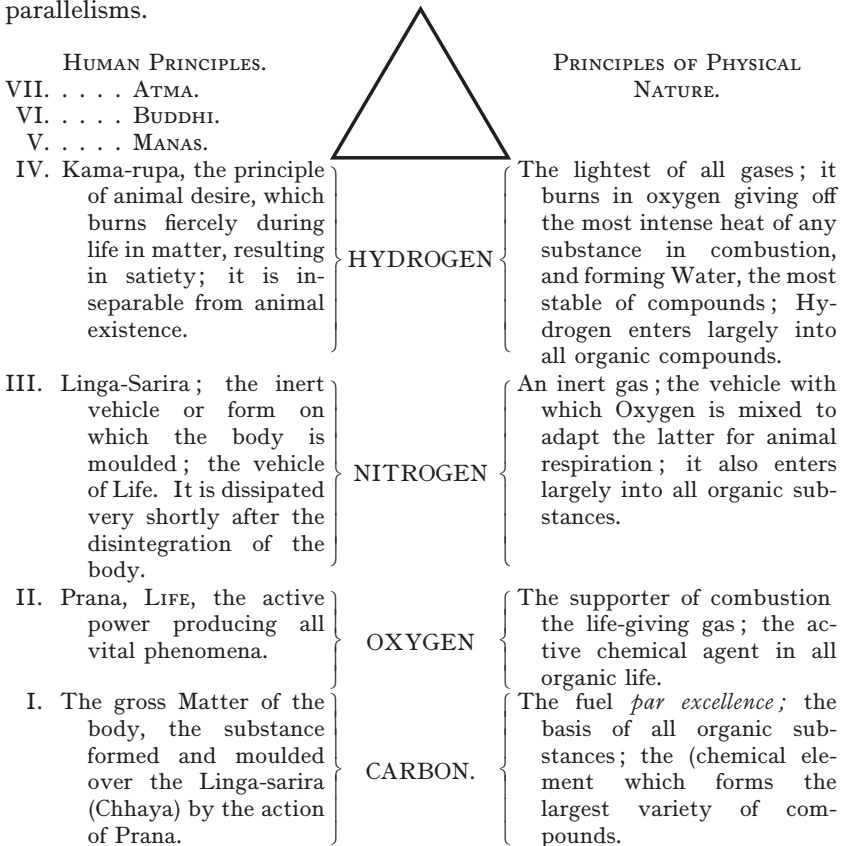 parallelisms.
HUMAN PRINCIPLES.
VII. . . . . ATMA.
VI. . . . . BUDDHI.
V. . . . . MANAS.
PRINCIPLES OF PHYSICAL
NATURE.
IV. Kama-rupa, the principle
of animal desire, which
burns fiercely during
life in matter, resulting
in satiety; it is in-
separable from animal
existence.
HYDROGEN
The lightest of all gases; it
burns in oxygen giving off
the most intense heat of any
substance in combustion,
and forming Water, the most
stable of compounds; Hy-
drogen enters largely into
all organic compounds.
III. Linga-Sarira; the inert
vehicle or form on
which the body is
moulded; the vehicle
of Life. It is dissipated
very shortly after the
disintegration of the
body.
NITROGEN
An inert gas; the vehicle with
which Oxygen is mixed to
adapt the latter for animal
respiration; it also enters
largely into all organic sub-
stances.
II. Prana, LIFE, the active
power producing all
vital phenomena.
OXYGEN
The supporter of combustion
the life-giving gas; the ac-
tive chemical agent in all
organic life.
I. The gross Matter of the
body, the substance
formed and moulded
over the Linga-sarira
(Chhaya) by the action
of Prana.
CARBON.
The fuel par excellence; the
basis of all organic sub-
stances; the (chemical ele-
ment which forms the
largest variety of com-
pounds.